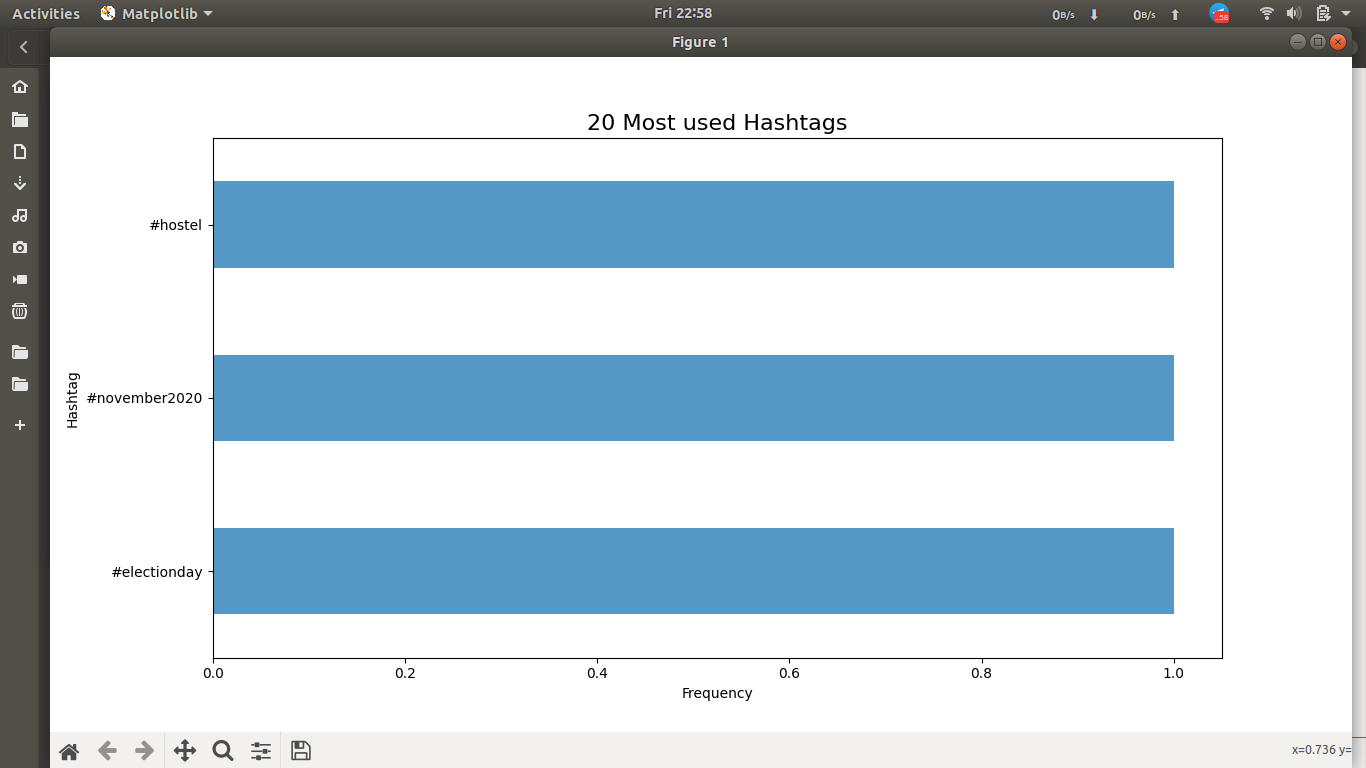 Activities Matplotlib Fri 22:58 0B/s 0B/s 58
Figure 1
20 Most used Hashtags
#hostel
#november2020
#electionday
Hashtag
0.0 0.2 0.4 0.6 0.8 1.0
Frequency
x=0.736 y=